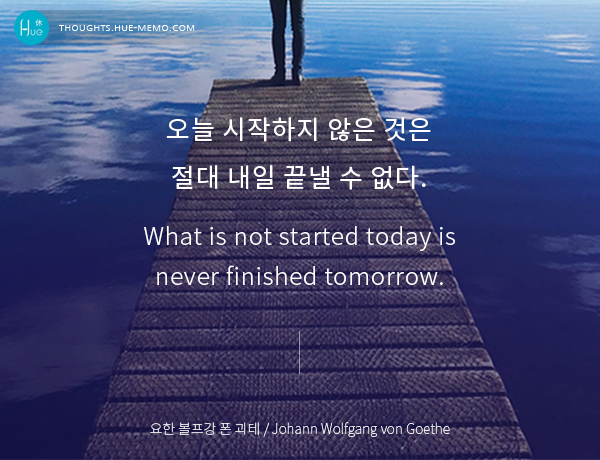 Hue 休
THOUGHTS.HUE-MEMO.COM
오늘 시작하지 않은 것은
절대 내일 끝낼 수 없다.
What is not started today is
never finished tomorrow.
요한 볼프강 폰 괴테 / Johann Wolfgang von Goethe